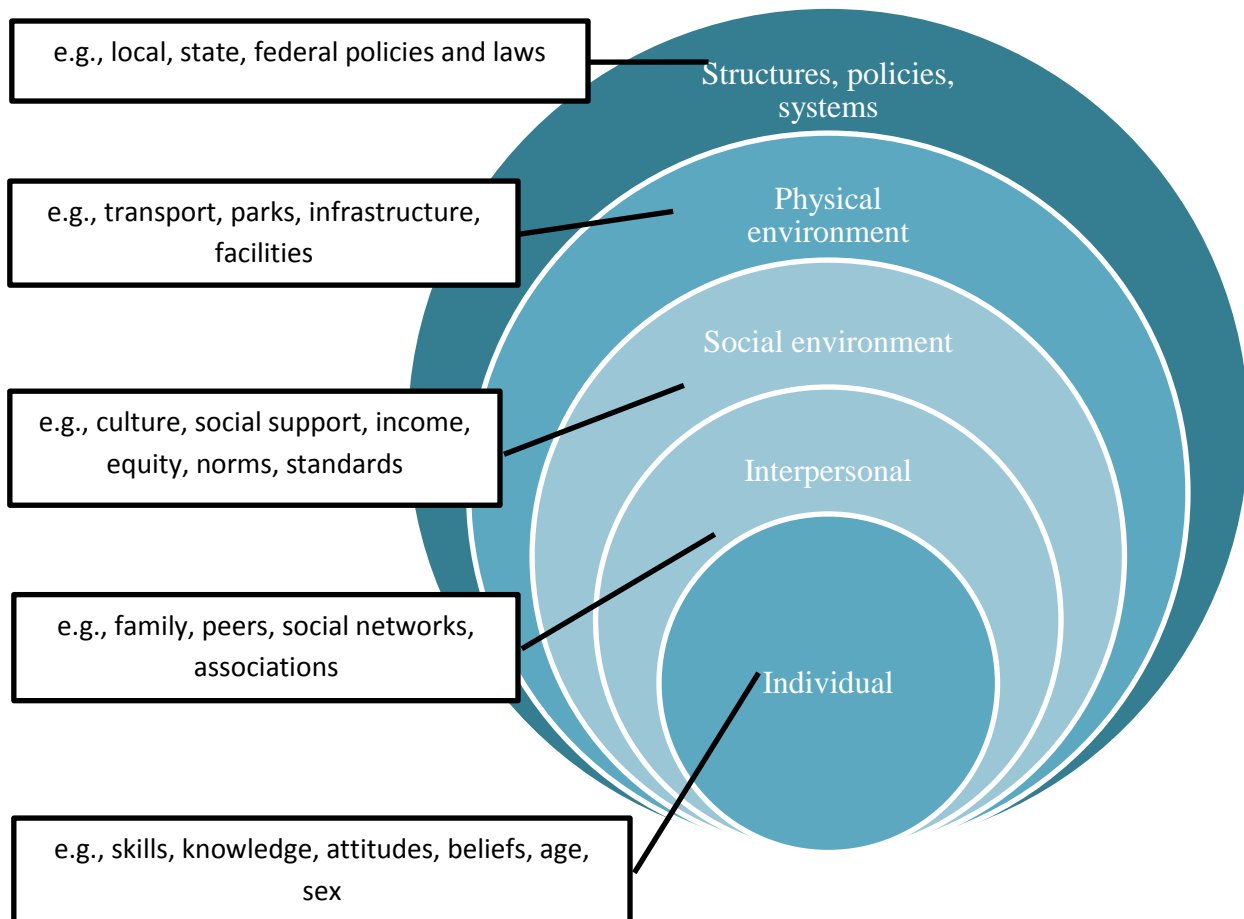 e.g., local, state, federal policies and laws
Structures, policies,
systems
e.g., transport, parks, infrastructure,
facilities
Physical
environment
Social environment
e.g., culture, social support, income,
equity, norms, standards
Interpersonal
e.g., family, peers, social networks,
associations
Individual
e.g., skills, knowledge, attitudes, beliefs, age,
sex